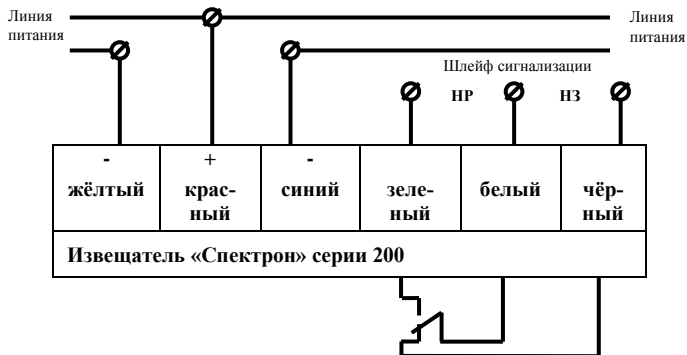 Линия
питания
Линия
питания
Шлейф сигнализации
НР
НЗ
- + -
жёлтый
крас-
ный
синий
зеле-
ный
белый
чёр-
ный
Извещатель «Спектрон» серии 200